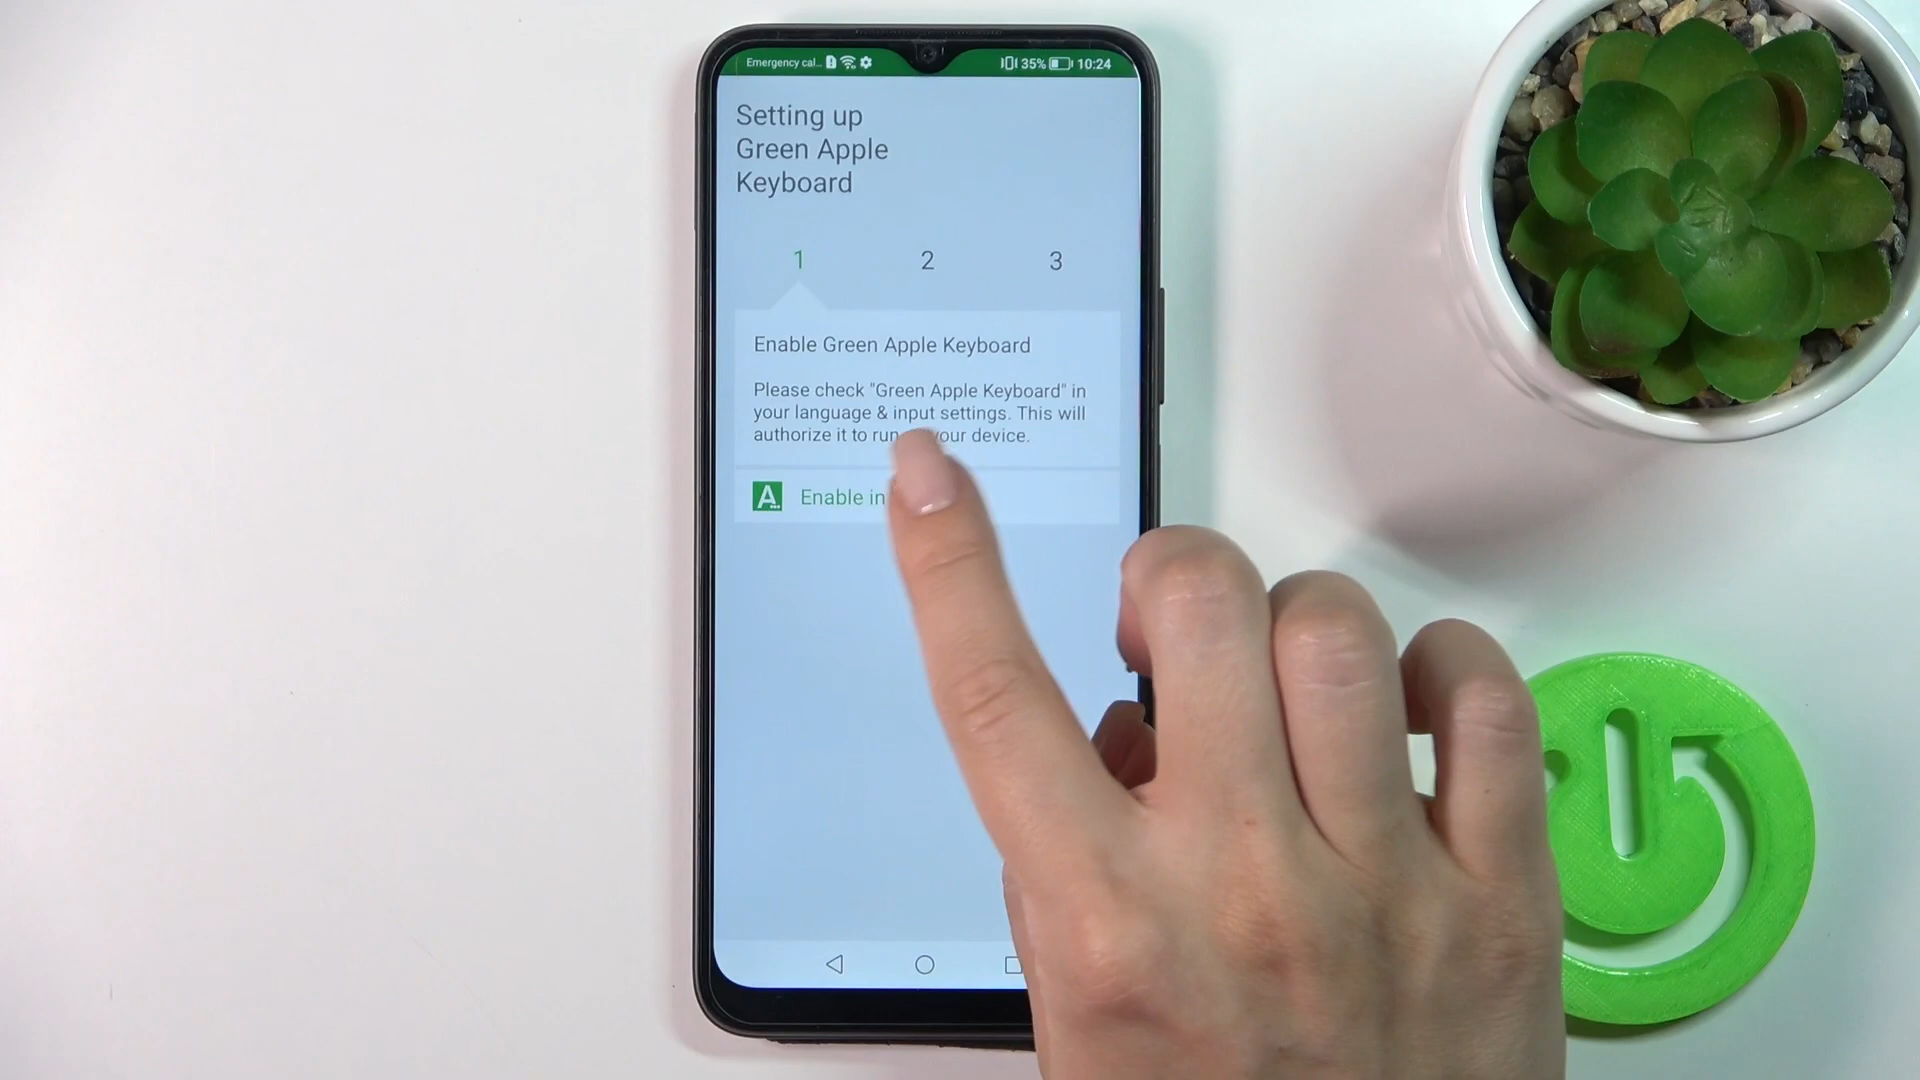 Emergency cal... 35% 10:24
Setting up
Green Apple
Keyboard
1 2 3
Enable Green Apple Keyboard
Please check "Green Apple Keyboard" in
your language & input settings. This will
authorize it to run your device.
A Enable in